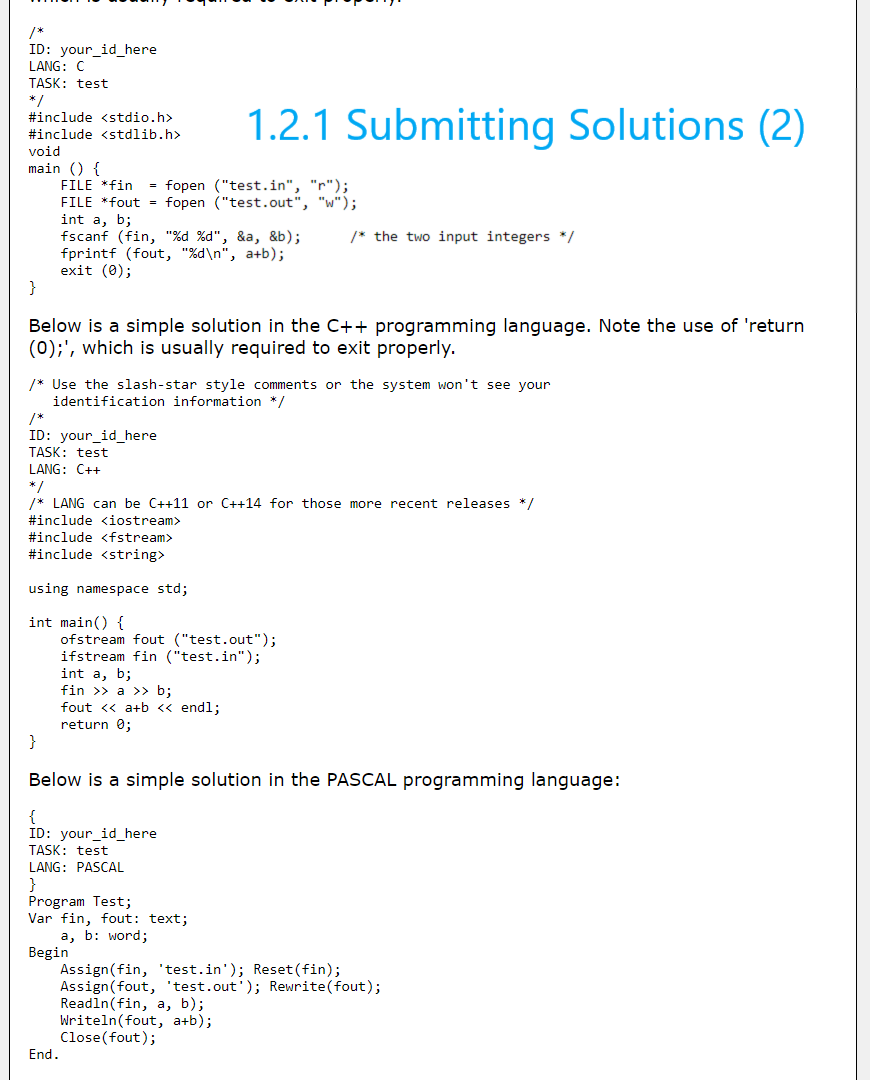 which is usually required to exit properly.
/*
ID: your_id_here
LANG: C
TASK: test
*/
#include <stdio.h>
#include <stdlib.h>
1.2.1 Submitting Solutions (2)
void
main () {
    FILE *fin  = fopen ("test.in", "r");
    FILE *fout = fopen ("test.out", "w");
    int a, b;
    fscanf (fin, "%d %d", &a, &b);      /* the two input integers */
    fprintf (fout, "%d\n", a+b);
    exit (0);
}
Below is a simple solution in the C++ programming language. Note the use of 'return
(0);', which is usually required to exit properly.
/* Use the slash-star style comments or the system won't see your
   identification information */
/*
ID: your_id_here
TASK: test
LANG: C++
*/
/* LANG can be C++11 or C++14 for those more recent releases */
#include <iostream>
#include <fstream>
#include <string>
using namespace std;
int main() {
    ofstream fout ("test.out");
    ifstream fin ("test.in");
    int a, b;
    fin >> a >> b;
    fout << a+b << endl;
    return 0;
}
Below is a simple solution in the PASCAL programming language:
{
ID: your_id_here
TASK: test
LANG: PASCAL
}
Program Test;
Var fin, fout: text;
    a, b: word;
Begin
    Assign(fin, 'test.in'); Reset(fin);
    Assign(fout, 'test.out'); Rewrite(fout);
    Readln(fin, a, b);
    Writeln(fout, a+b);
    Close(fout);
End.